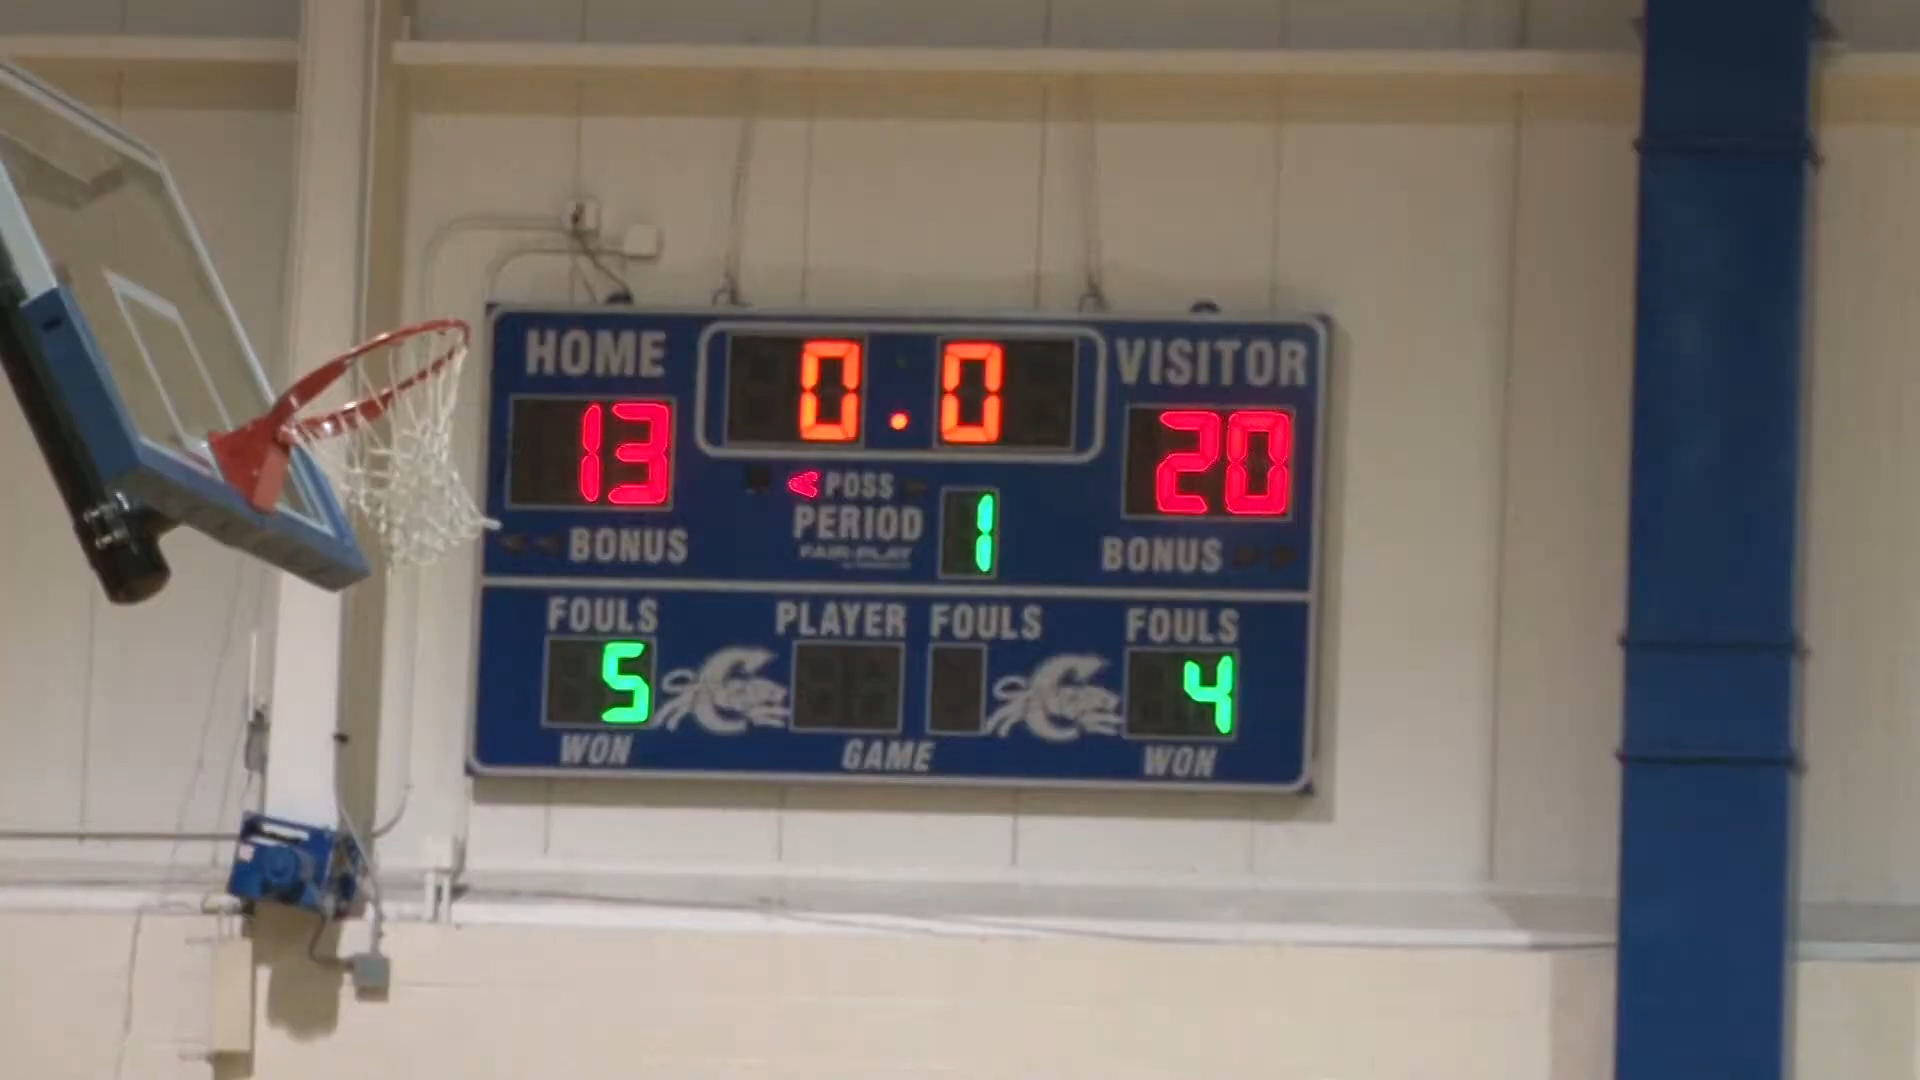 HOME 0.0 VISITOR
13 20
< POSS
PERIOD 1
FAIR-PLAY
BONUS BONUS
FOULS PLAYER FOULS FOULS
5 4
WON GAME WON